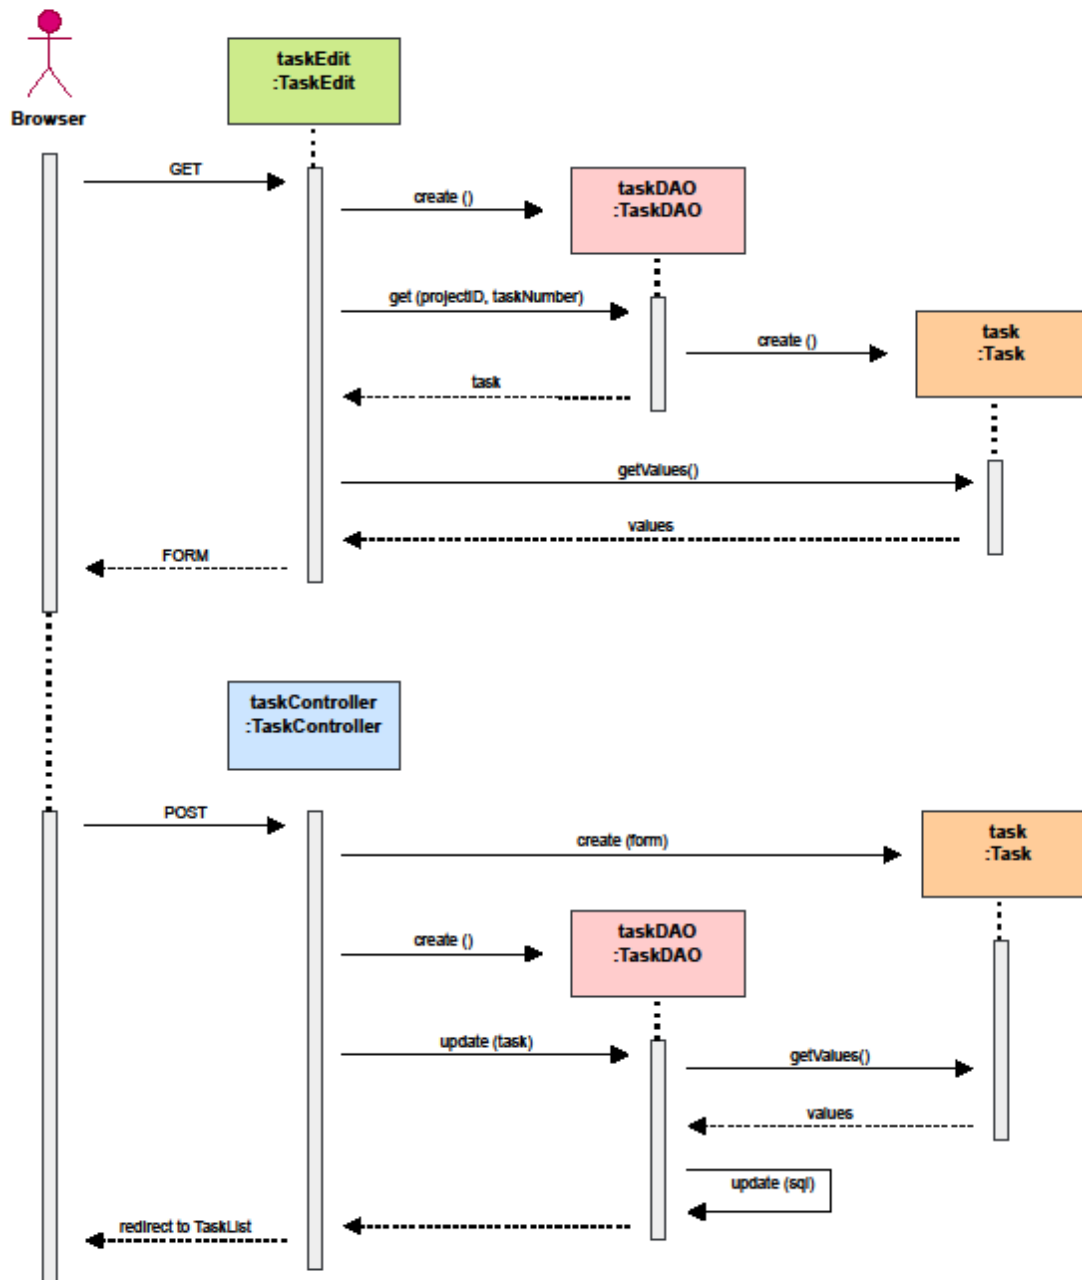 Browser
taskEdit
:TaskEdit
GET
create ()
taskDAO
:TaskDAO
get (projectID, taskNumber)
create ()
task
:Task
task
getValues()
values
FORM
taskController
:TaskController
POST
create (form)
task
:Task
create ()
taskDAO
:TaskDAO
update (task)
getValues()
values
update (sql)
redirect to TaskList